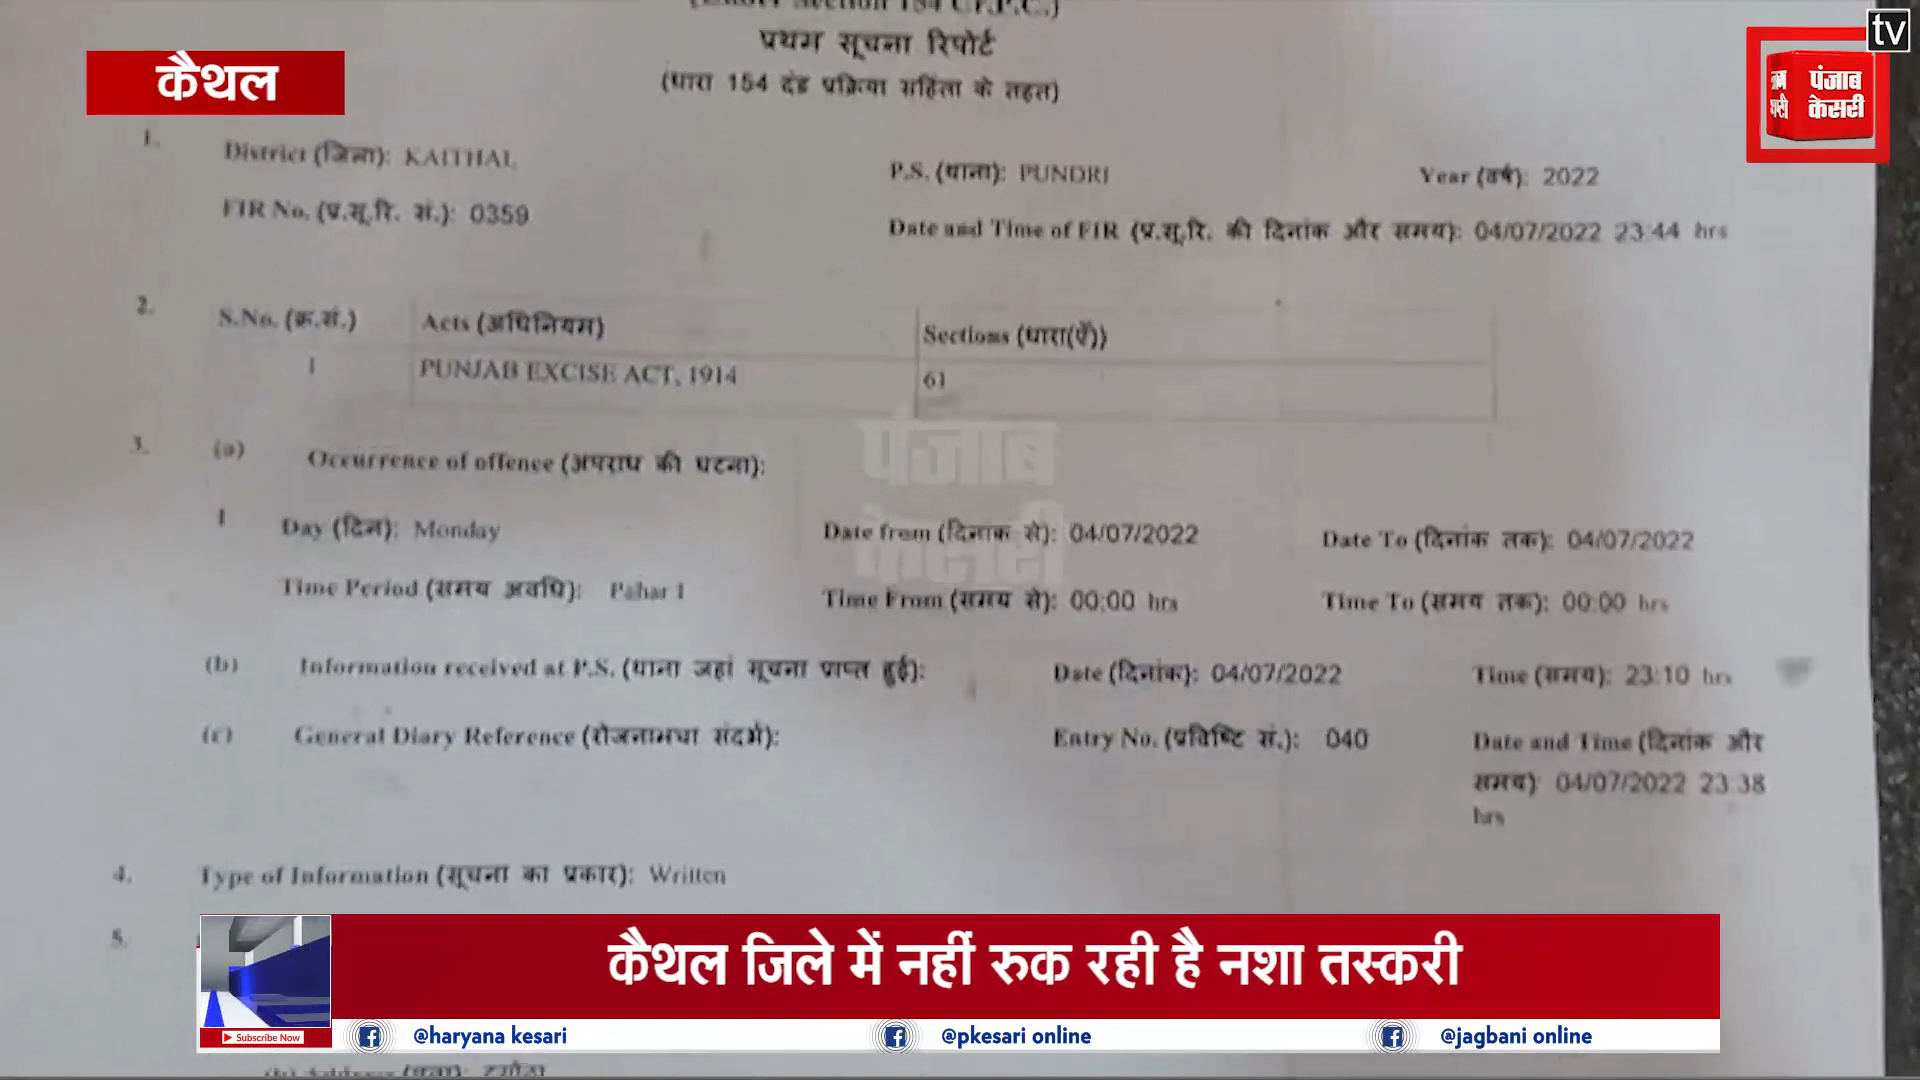 tv
कैथल
पंजाब
केसरी
प्रथम सूचना रिपोर्ट
(धारा 154 दंड प्रक्रिया संहिता के तहत)
1. District (जिला): KAITHAL P.S. (थाना): PUNDRI Year (वर्ष): 2022
FIR No. (प्र.सू.रि. सं.): 0359 Date and Time of FIR (प्र.सू.रि. की दिनांक और समय): 04/07/2022 23:44 hrs
2. S.No. (क्र.सं.) Acts (अधिनियम) Sections (धारा(एँ))
1 PUNJAB EXCISE ACT, 1914 61
3. (a) Occurrence of offence (अपराध की घटना):
1 Day (दिन): Monday Date from (दिनांक से): 04/07/2022 Date To (दिनांक तक): 04/07/2022
Time Period (समय अवधि): Pahar 1 Time From (समय से): 00:00 hrs Time To (समय तक): 00:00 hrs
पंजाब
केसरी
(b) Information received at P.S. (थाना जहां सूचना प्राप्त हुई): Date (दिनांक): 04/07/2022 Time (समय): 23:10 hrs
(c) General Diary Reference (रोजनामचा संदर्भ): Entry No. (प्रविष्टि सं.): 040 Date and Time (दिनांक और
समय): 04/07/2022 23:38
hrs
4. Type of Information (सूचना का प्रकार): Written
5.
कैथल जिले में नहीं रुक रही है नशा तस्करी
Subscribe Now
@haryana kesari @pkesari online @jagbani online